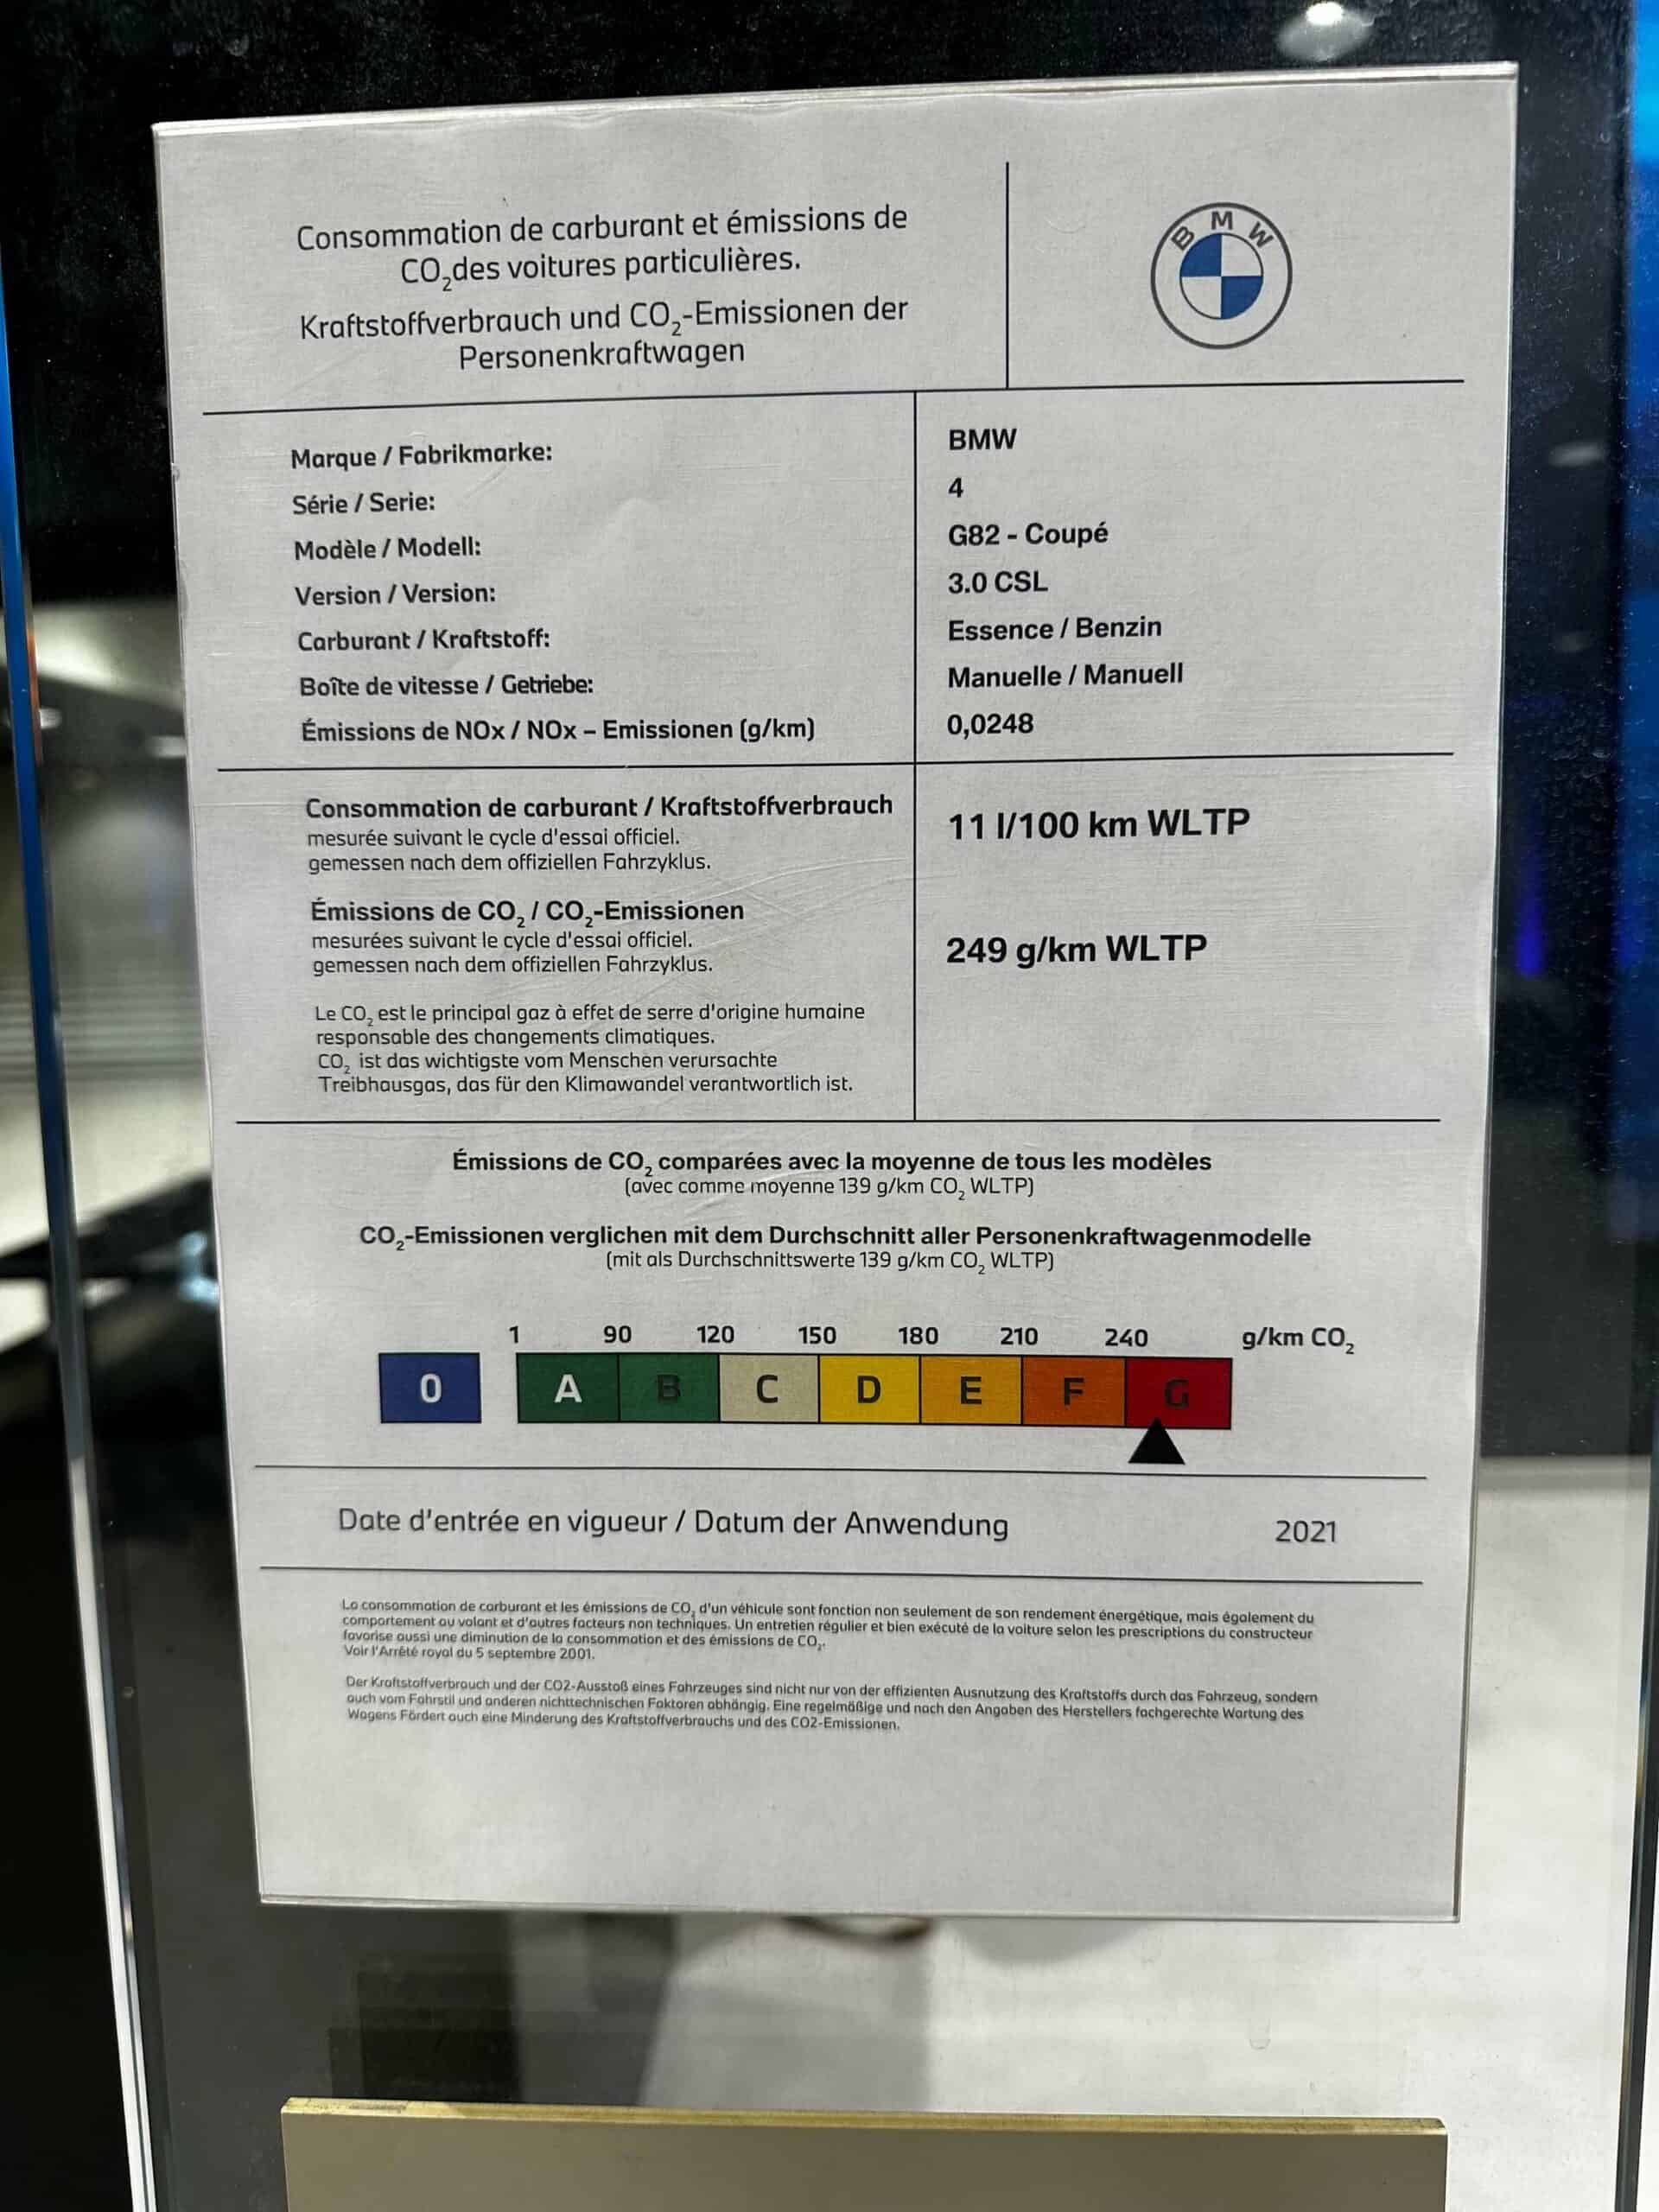 Consommation de carburant et émissions de
CO₂des voitures particulières.
Kraftstoffverbrauch und CO₂-Emissionen der
Personenkraftwagen
BMW
Marque / Fabrikmarke: BMW
Série / Serie: 4
Modèle / Modell: G82 - Coupé
Version / Version: 3.0 CSL
Carburant / Kraftstoff: Essence / Benzin
Boîte de vitesse / Getriebe: Manuelle / Manuell
Émissions de NOx / NOx – Emissionen (g/km) 0,0248
Consommation de carburant / Kraftstoffverbrauch 11 l/100 km WLTP
mesurée suivant le cycle d'essai officiel.
gemessen nach dem offiziellen Fahrzyklus.
Émissions de CO₂ / CO₂-Emissionen 249 g/km WLTP
mesurées suivant le cycle d'essai officiel.
gemessen nach dem offiziellen Fahrzyklus.
Le CO₂ est le principal gaz à effet de serre d'origine humaine
responsable des changements climatiques.
CO₂ ist das wichtigste vom Menschen verursachte
Treibhausgas, das für den Klimawandel verantwortlich ist.
Émissions de CO₂ comparées avec la moyenne de tous les modèles
(avec comme moyenne 139 g/km CO₂ WLTP)
CO₂-Emissionen verglichen mit dem Durchschnitt aller Personenkraftwagenmodelle
(mit als Durchschnittswerte 139 g/km CO₂ WLTP)
1 90 120 150 180 210 240 g/km CO₂
0 A B C D E F G
Date d'entrée en vigueur / Datum der Anwendung 2021
La consommation de carburant et les émissions de CO₂ d'un véhicule sont fonction non seulement de son rendement énergétique, mais également du
comportement au volant et d'autres facteurs non techniques. Un entretien régulier et bien exécuté de la voiture selon les prescriptions du constructeur
favorise aussi une diminution de la consommation et des émissions de CO₂.
Voir l'Arrêté royal du 5 septembre 2001.
Der Kraftstoffverbrauch und der CO2-Ausstoß eines Fahrzeuges sind nicht nur von der effizienten Ausnutzung des Kraftstoffs durch das Fahrzeug, sondern
auch vom Fahrstil und anderen nichttechnischen Faktoren abhängig. Eine regelmäßige und nach den Angaben des Herstellers fachgerechte Wartung des
Wagens Fördert auch eine Minderung des Kraftstoffverbrauchs und des CO2-Emissionen.